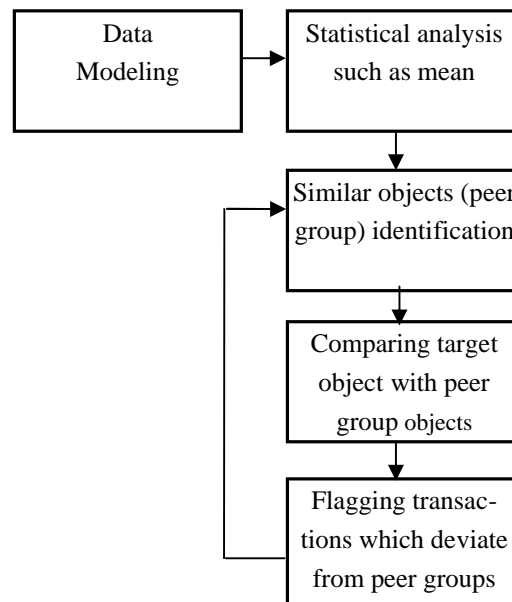 Data
Modeling
Statistical analysis
such as mean
Similar objects (peer
group) identification
Comparing target
object with peer
group objects
Flagging transac-
tions which deviate
from peer groups